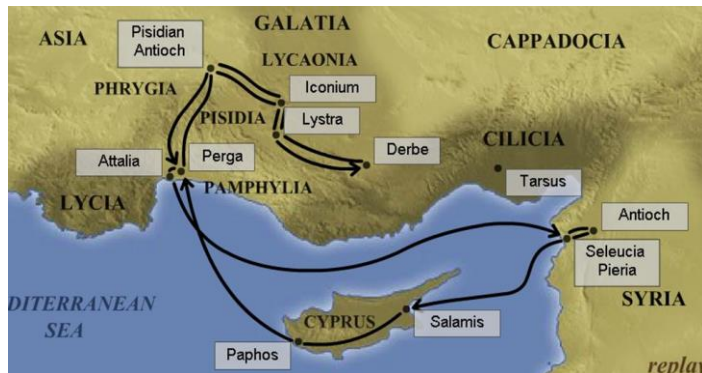 GALATIA
ASIA
Pisidian
Antioch
CAPPADOCIA
LYCAONIA
PHRYGIA
Iconium
PISIDIA
Lystra
Derbe
CILICIA
Attalia
Perga
PAMPHYLIA
Tarsus
LYCIA
Antioch
Seleucia
Pieria
SYRIA
DITERRANEAN
SEA
CYPRUS
Salamis
Paphos
replay